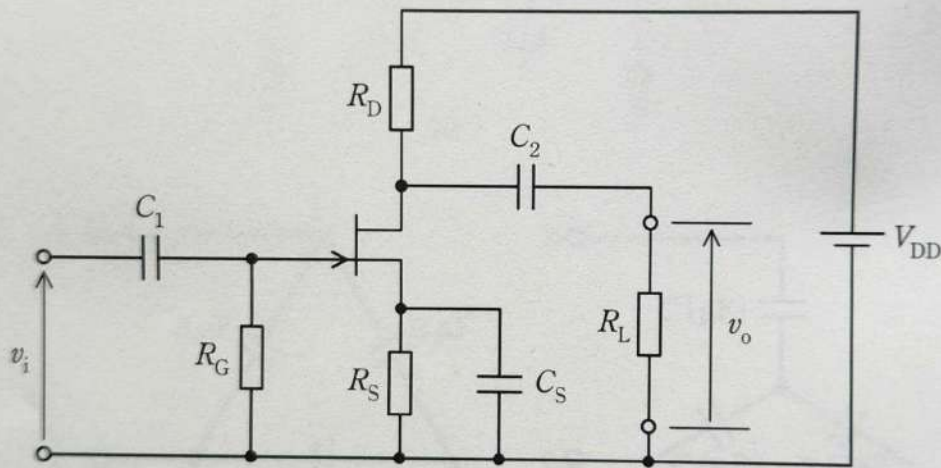 R_D
C_2
C_1
V_DD
R_L
v_o
v_i
R_G
R_S
C_S